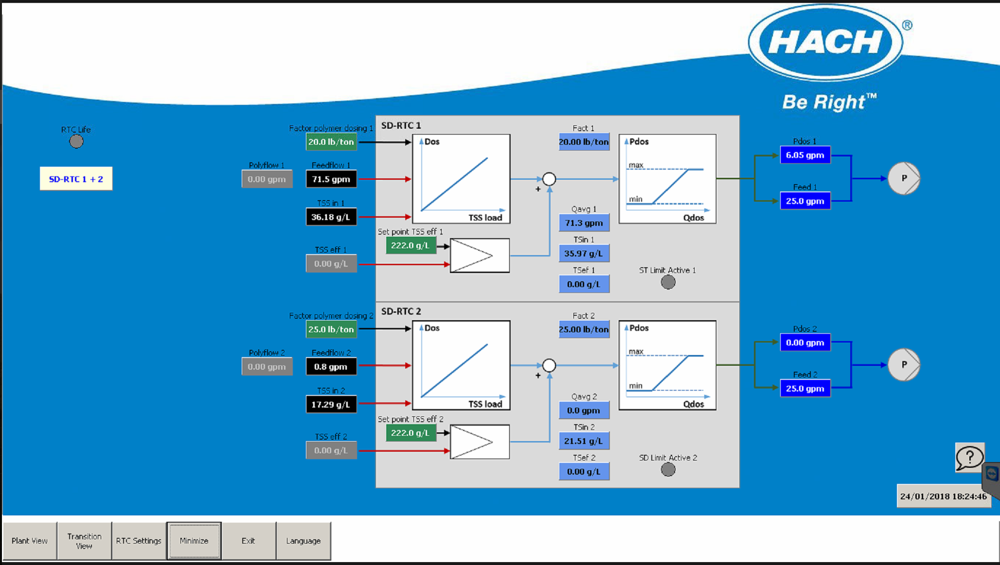 HACH
®
Be Right™
RTC Life
SD-RTC 1 + 2
SD-RTC 1
Factor polymer dosing 1
20.0 lb/ton
Polyflow 1
0.00 gpm
Feedflow 1
71.5 gpm
TSS in 1
36.18 g/L
TSS eff 1
0.00 g/L
Dos
TSS load
Set point TSS eff 1
222.0 g/L
+
Fact 1
20.00 lb/ton
Qavg 1
71.3 gpm
TSin 1
35.97 g/L
TSef 1
0.00 g/L
Pdos
max
min
Qdos
ST Limit Active 1
Pdos 1
6.05 gpm
Feed 1
25.0 gpm
P
SD-RTC 2
Factor polymer dosing 2
25.0 lb/ton
Polyflow 2
0.00 gpm
Feedflow 2
0.8 gpm
TSS in 2
17.29 g/L
TSS eff 2
0.00 g/L
Dos
TSS load
Set point TSS eff 2
222.0 g/L
+
Fact 2
25.00 lb/ton
Qavg 2
0.0 gpm
TSin 2
21.51 g/L
TSef 2
0.00 g/L
Pdos
max
min
Qdos
SD Limit Active 2
Pdos 2
0.00 gpm
Feed 2
25.0 gpm
P
?
24/01/2018 18:24:46
Plant View
Transition
View
RTC Settings
Minimize
Exit
Language